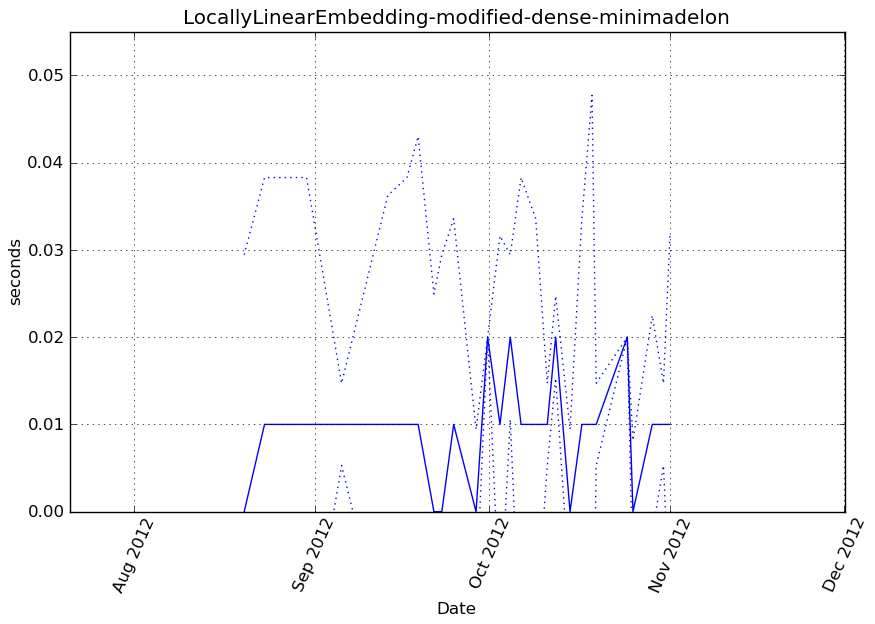 LocallyLinearEmbedding-modified-dense-minimadelon
0.05
0.04
0.03
0.02
0.01
0.00
seconds
Aug 2012
Sep 2012
Oct 2012
Nov 2012
Dec 2012
Date